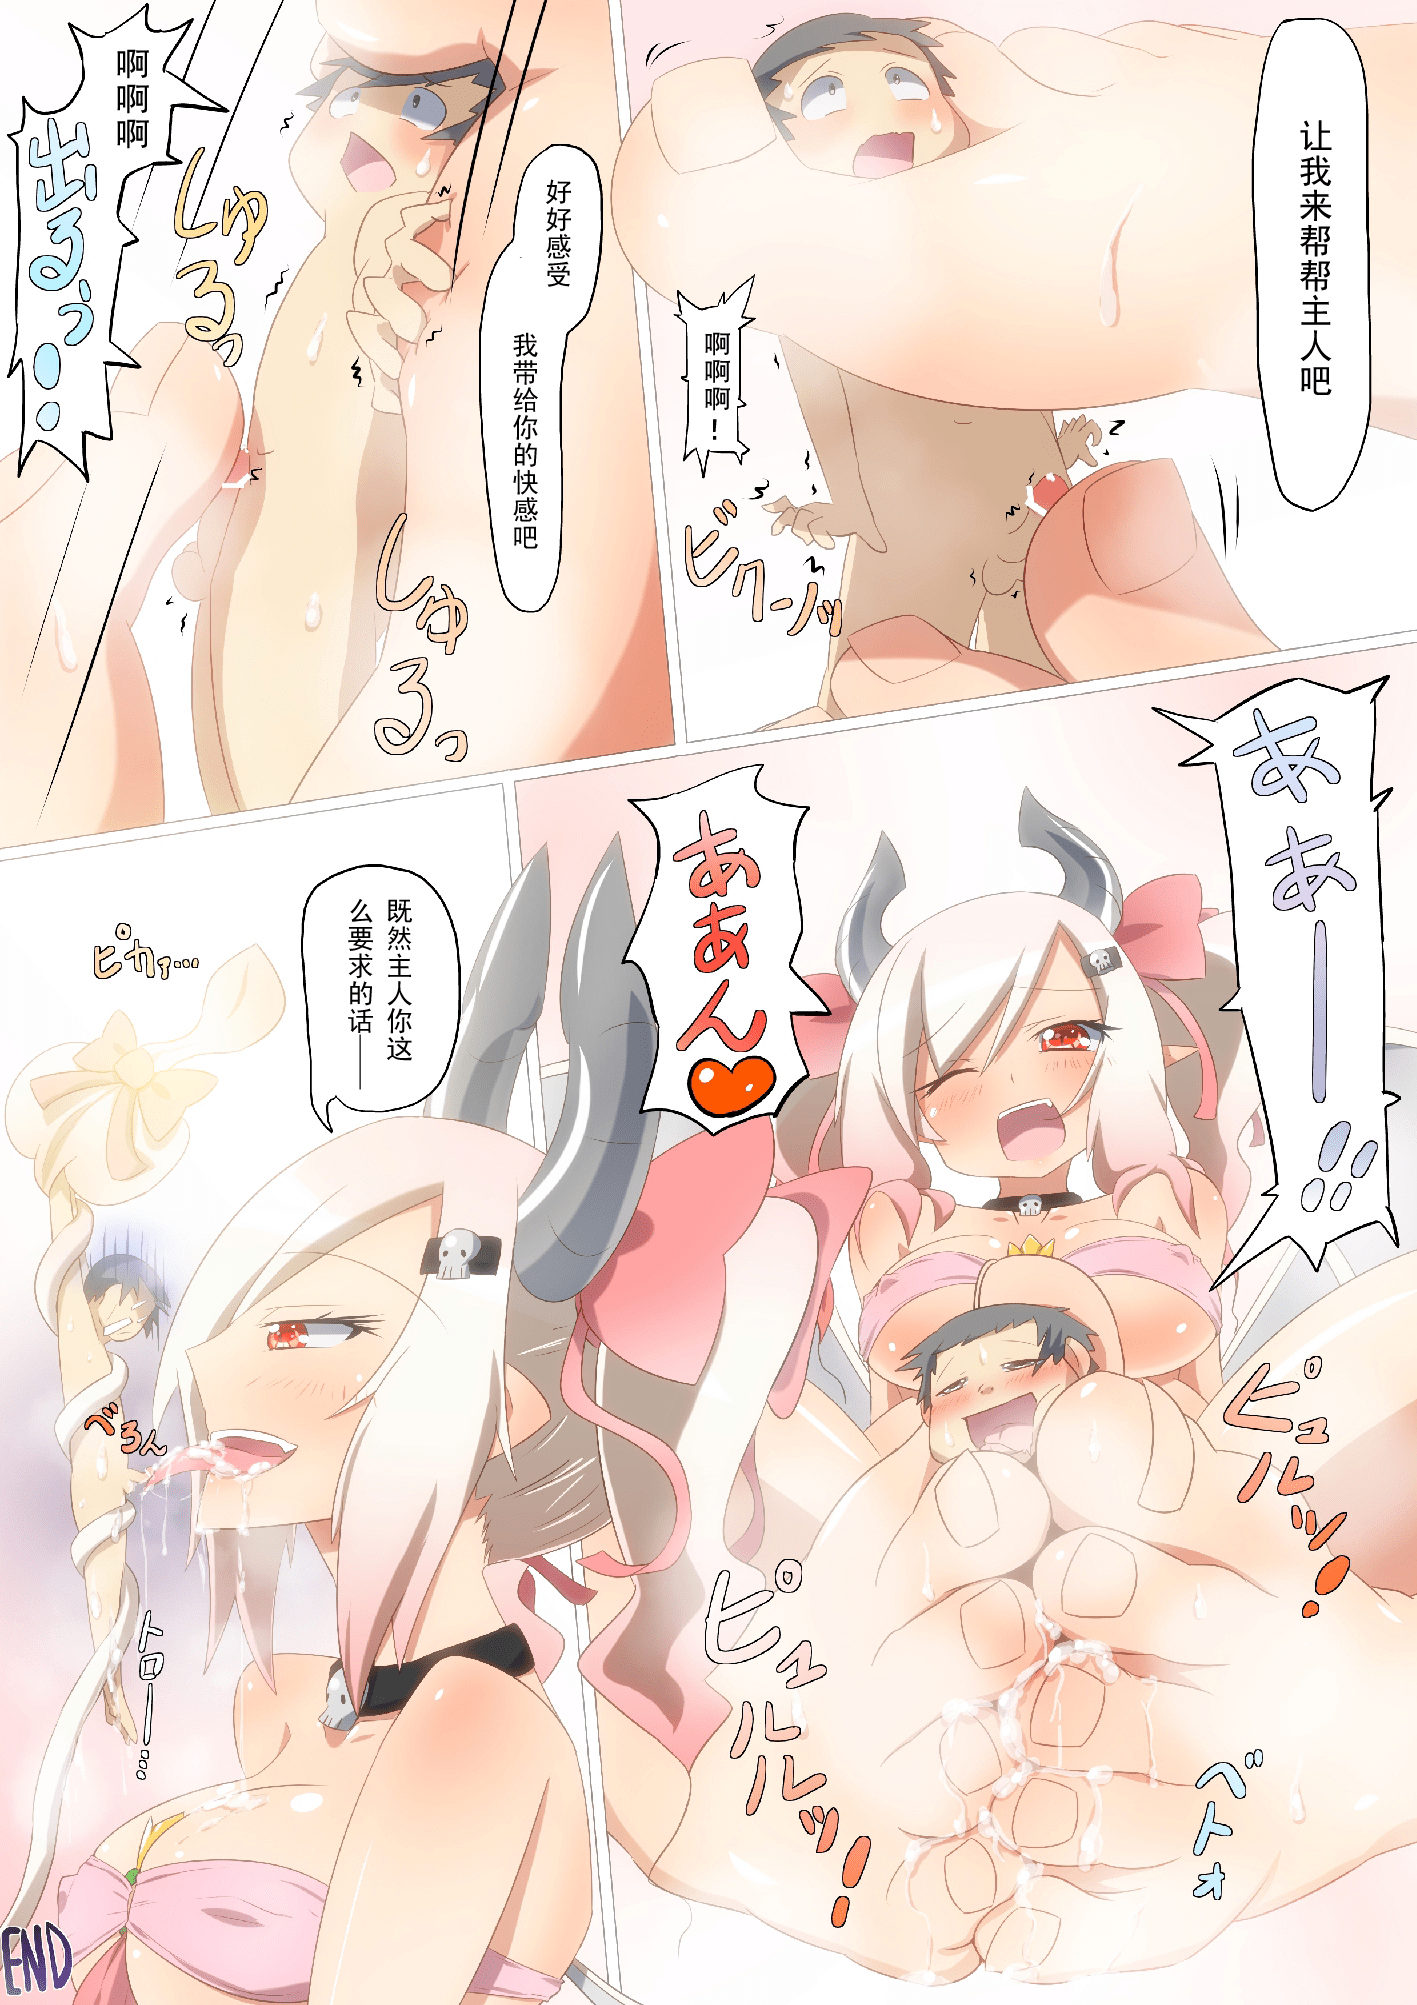 让我来帮帮主人吧
啊啊啊!
ビクンッ
好好感受
我带给你的快感吧
啊啊啊
出るっ!!
しゅるっ
しゅるっ
ああー!!
ああん
ピュルッ!
ピュルルッ!
ベトォ
既然主人你这
么要求的话——
ピカァ…
べろん
トロー…
END